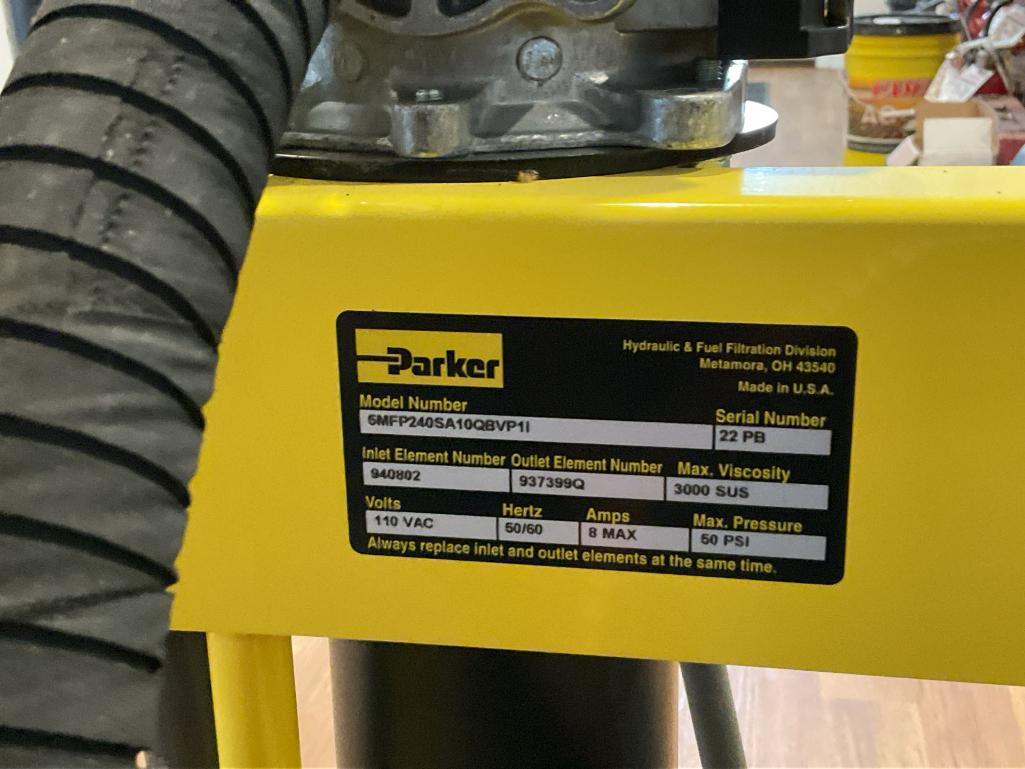 Parker
Hydraulic & Fuel Filtration Division
Metamora, OH 43540
Made in U.S.A.
Model Number
6MFP240SA10QBVP1I
Serial Number
22 PB
Inlet Element Number Outlet Element Number Max. Viscosity
940802 937399Q 3000 SUS
Volts Hertz Amps Max. Pressure
110 VAC 50/60 8 MAX 50 PSI
Always replace inlet and outlet elements at the same time.